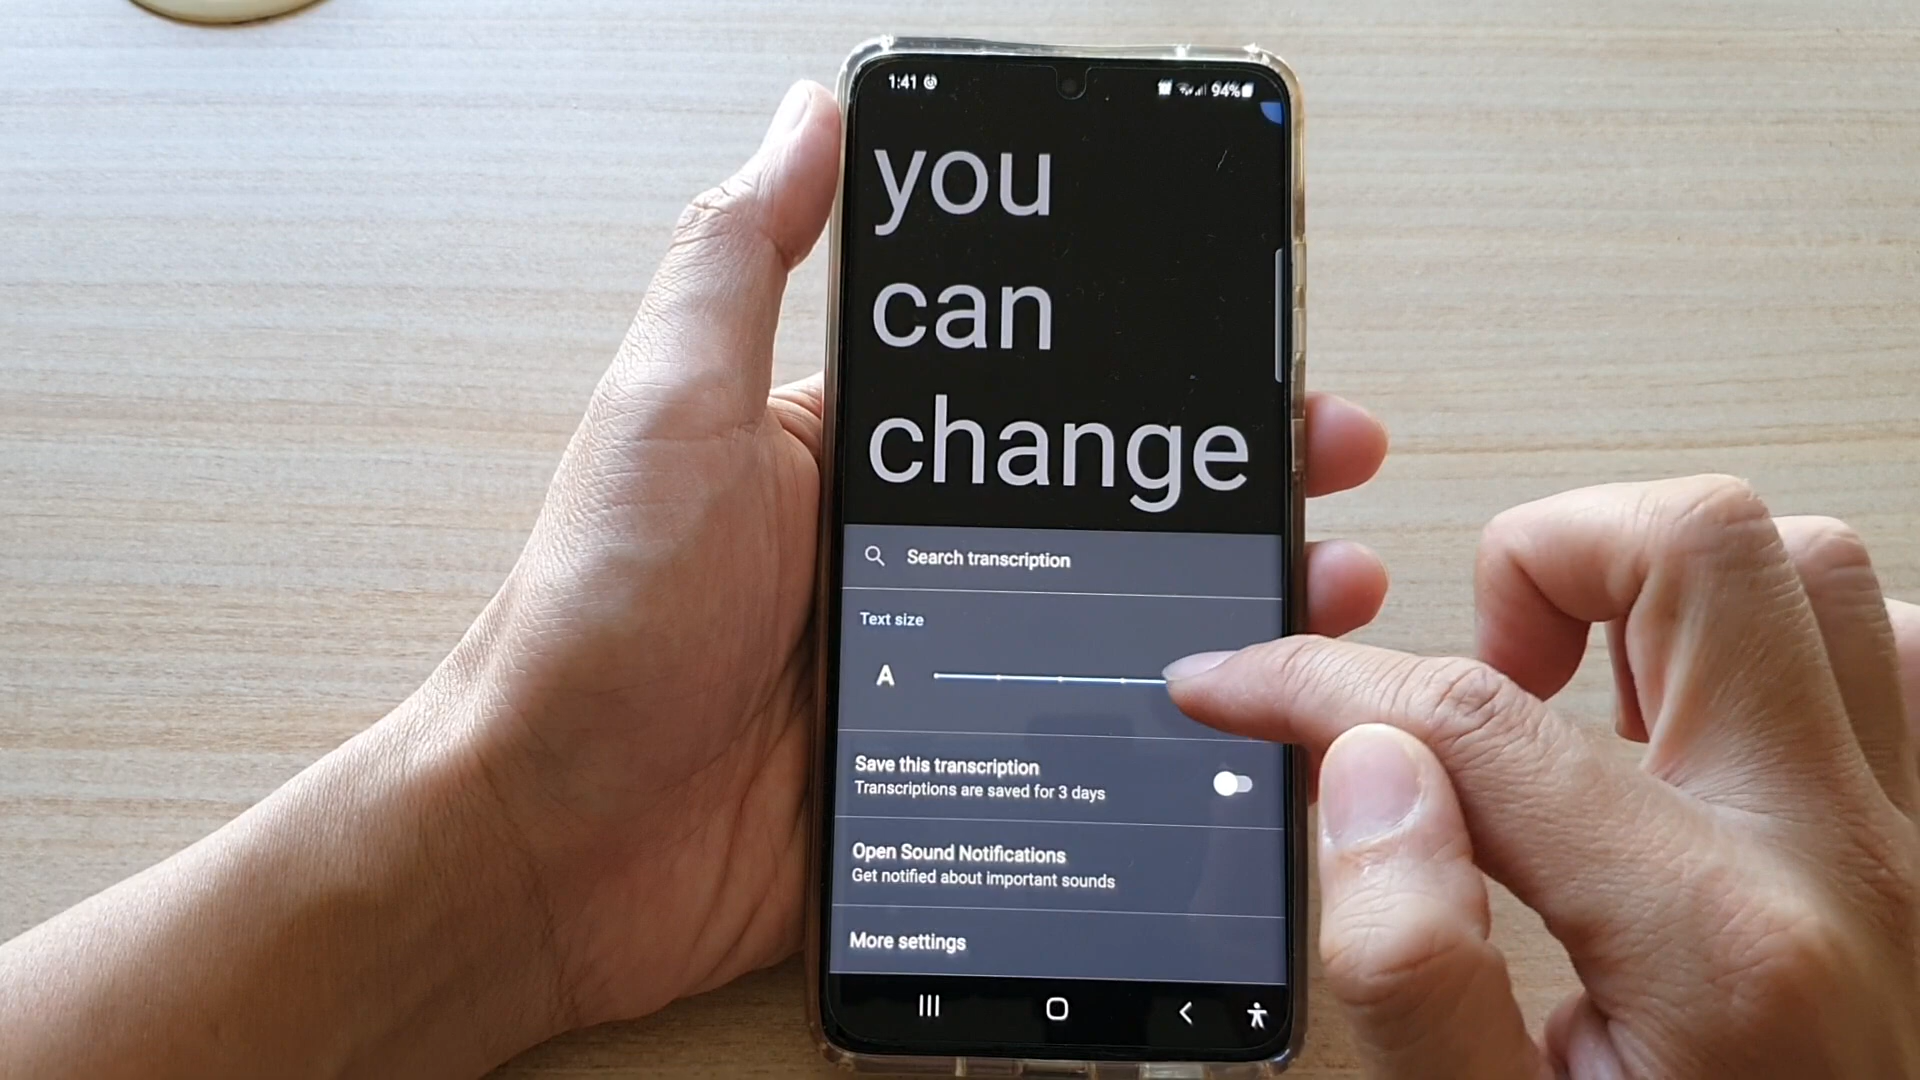 1:41 94%
you
can
change
Search transcription
Text size
A
Save this transcription
Transcriptions are saved for 3 days
Open Sound Notifications
Get notified about important sounds
More settings